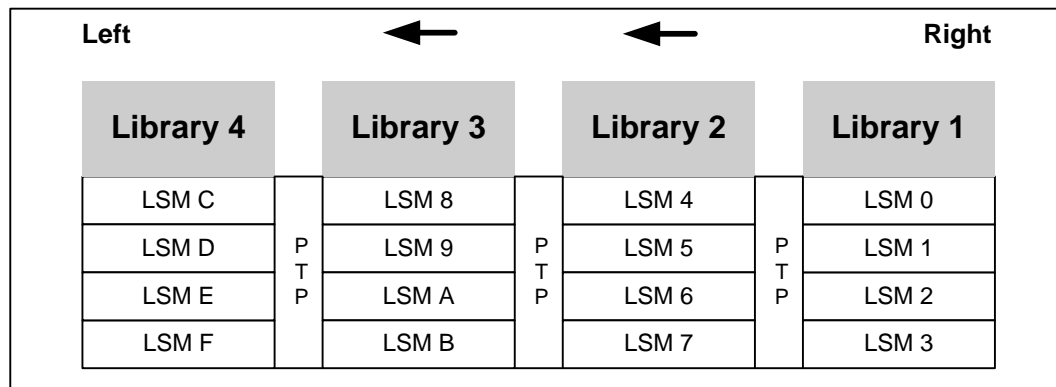 Left Right
Library 4 Library 3 Library 2 Library 1
LSM C LSM 8 LSM 4 LSM 0
LSM D LSM 9 LSM 5 LSM 1
LSM E LSM A LSM 6 LSM 2
LSM F LSM B LSM 7 LSM 3
P P P
T T T
P P P